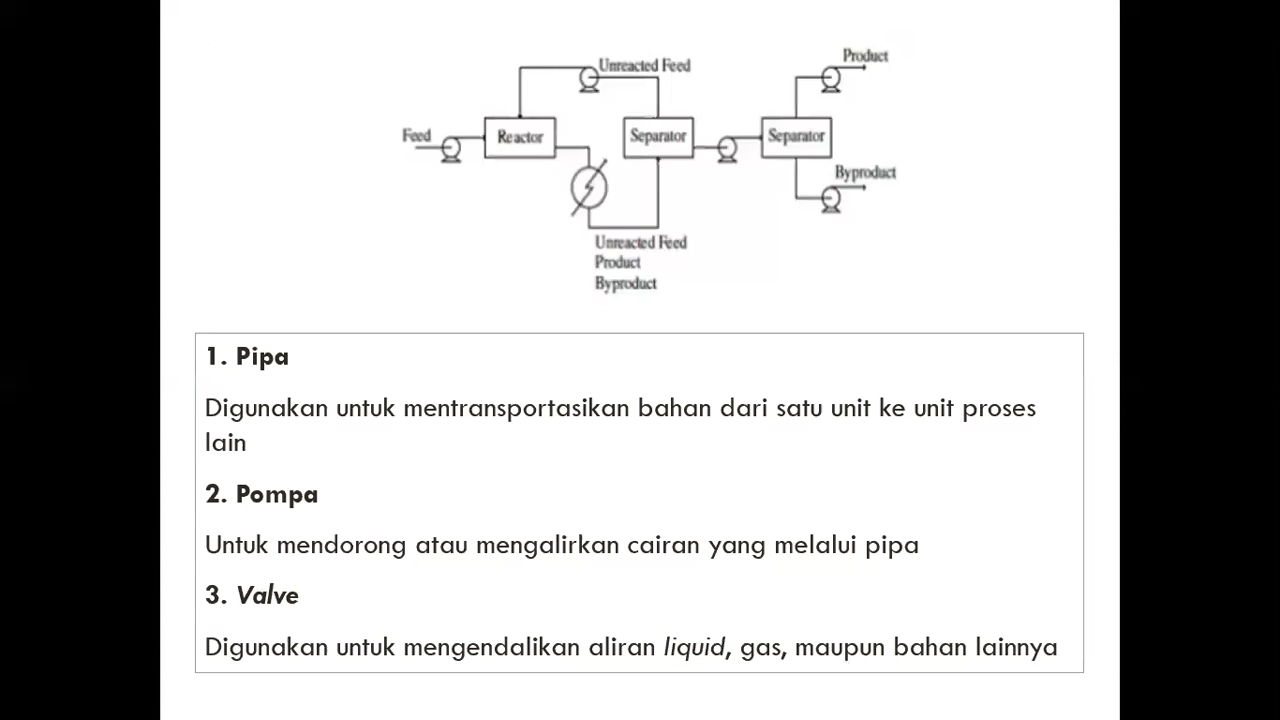 Unreacted Feed
Product
Feed
Reactor
Separator
Separator
Byproduct
Unreacted Feed
Product
Byproduct
1. Pipa
Digunakan untuk mentransportasikan bahan dari satu unit ke unit proses
lain
2. Pompa
Untuk mendorong atau mengalirkan cairan yang melalui pipa
3. Valve
Digunakan untuk mengendalikan aliran liquid, gas, maupun bahan lainnya